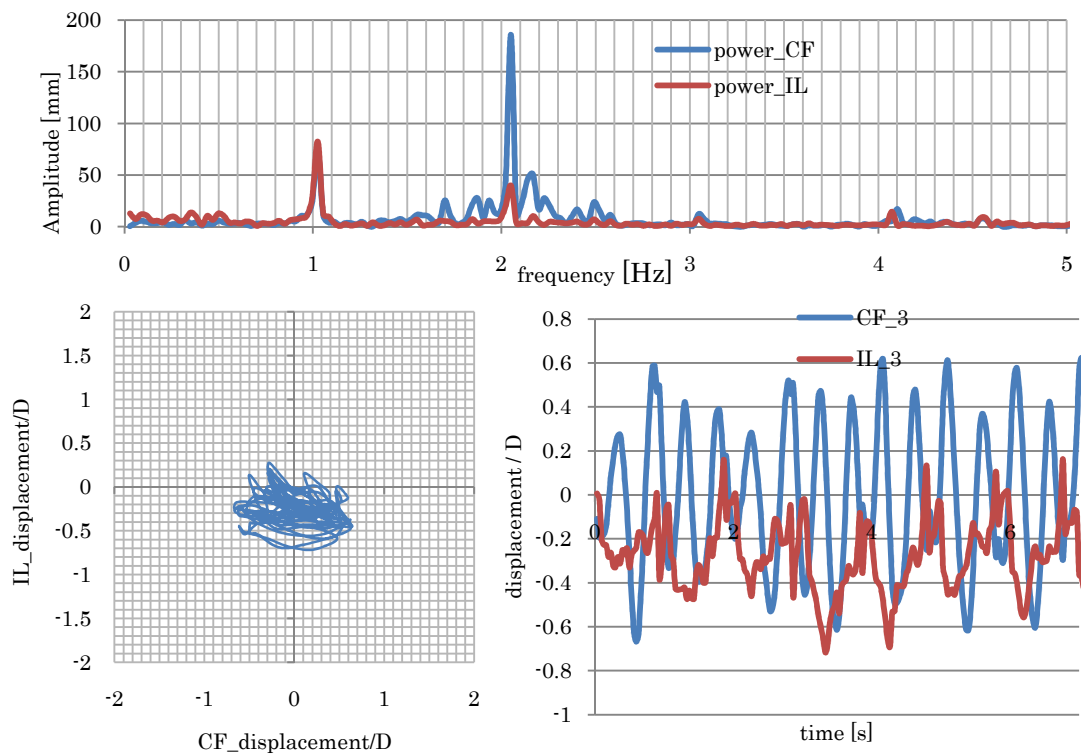 200
150
100
50
0
Amplitude [mm]
power_CF
power_IL
0 1 2 3 4 5
frequency [Hz]
2
1.5
1
0.5
0
-0.5
-1
-1.5
-2
IL_displacement/D
-2 -1 0 1 2
CF_displacement/D
0.8
0.6
0.4
0.2
0
-0.2
-0.4
-0.6
-0.8
-1
displacement / D
CF_3
IL_3
0 2 4 6
time [s]